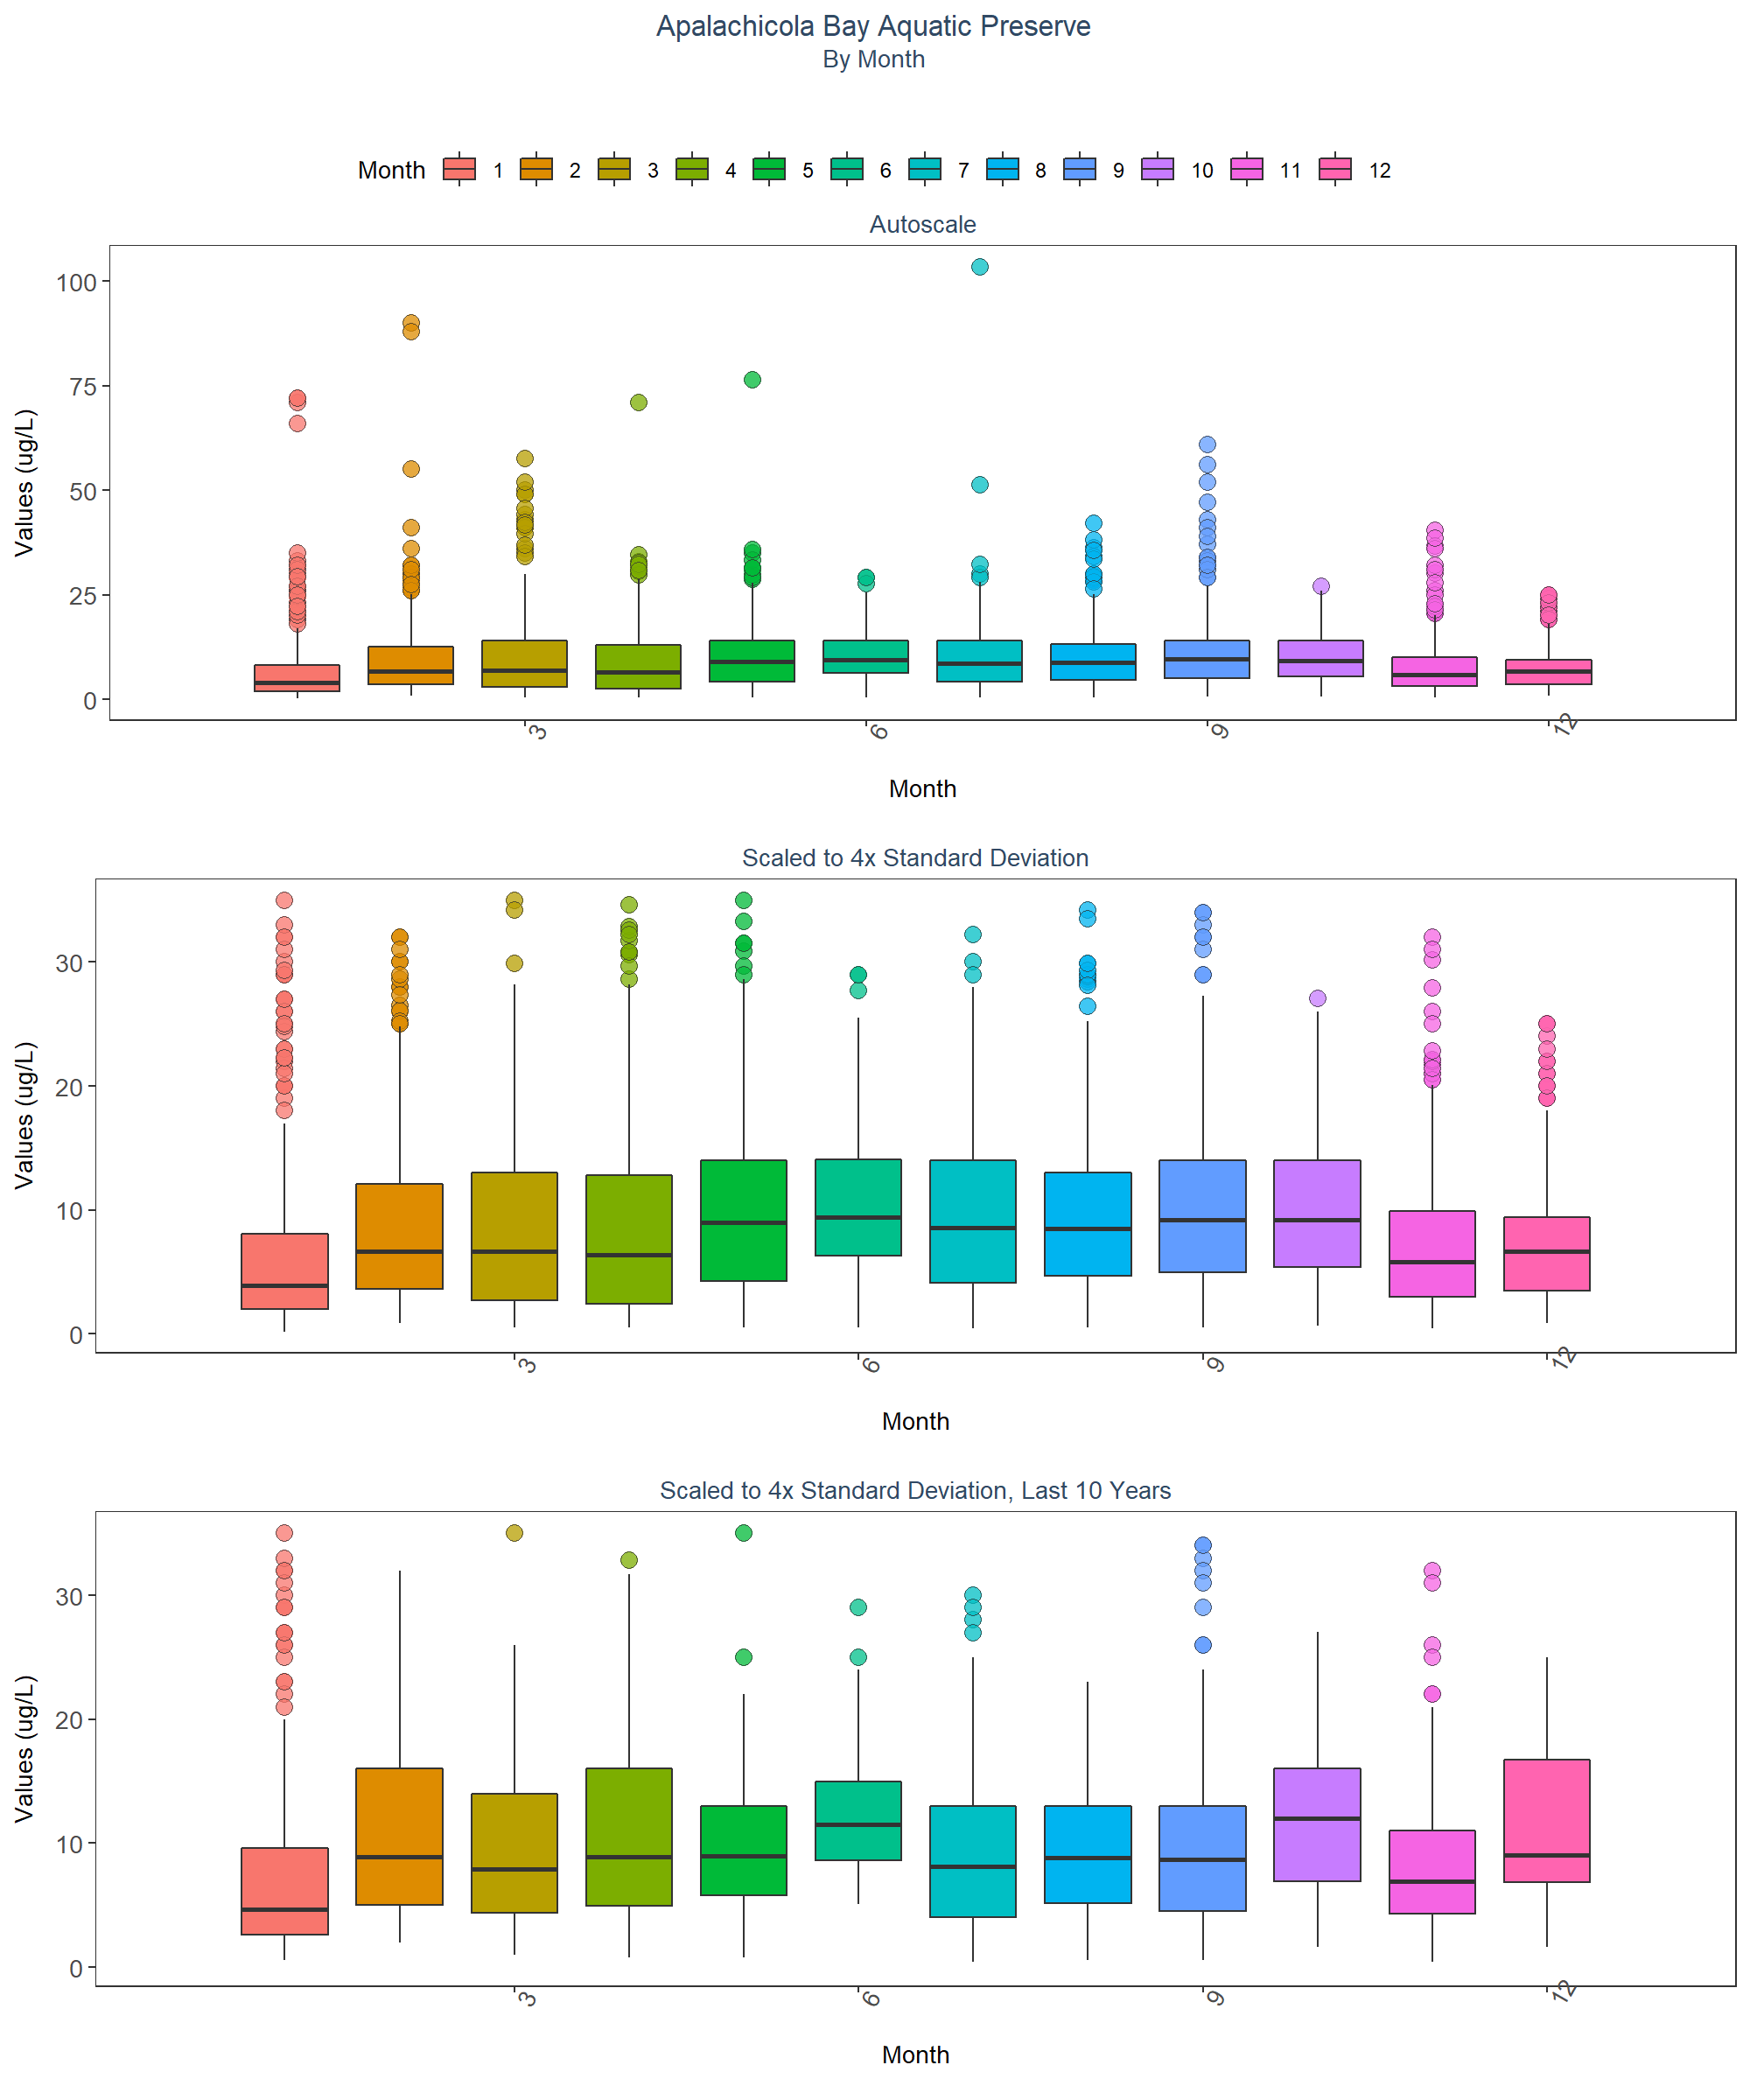 Apalachicola Bay Aquatic Preserve
By Month
Month 1 2 3 4 5 6 7 8 9 10 11 12
Autoscale
Values (ug/L)
100
75
50
25
0
3 6 9 12
Month
Scaled to 4x Standard Deviation
Values (ug/L)
30
20
10
0
3 6 9 12
Month
Scaled to 4x Standard Deviation, Last 10 Years
Values (ug/L)
30
20
10
0
3 6 9 12
Month